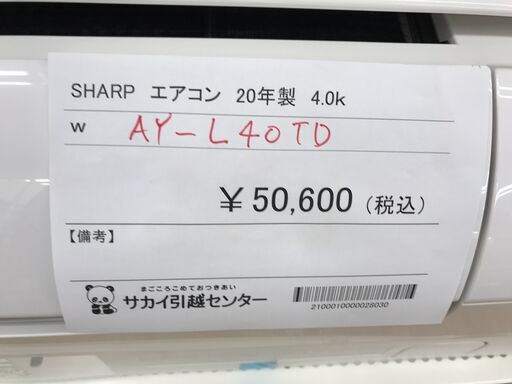 SHARP エアコン 20年製 4.0k
w AY-L40TD
￥50,600（税込）
【備考】
まごころこめておつきあい
サカイ引越センター
2100010000028030